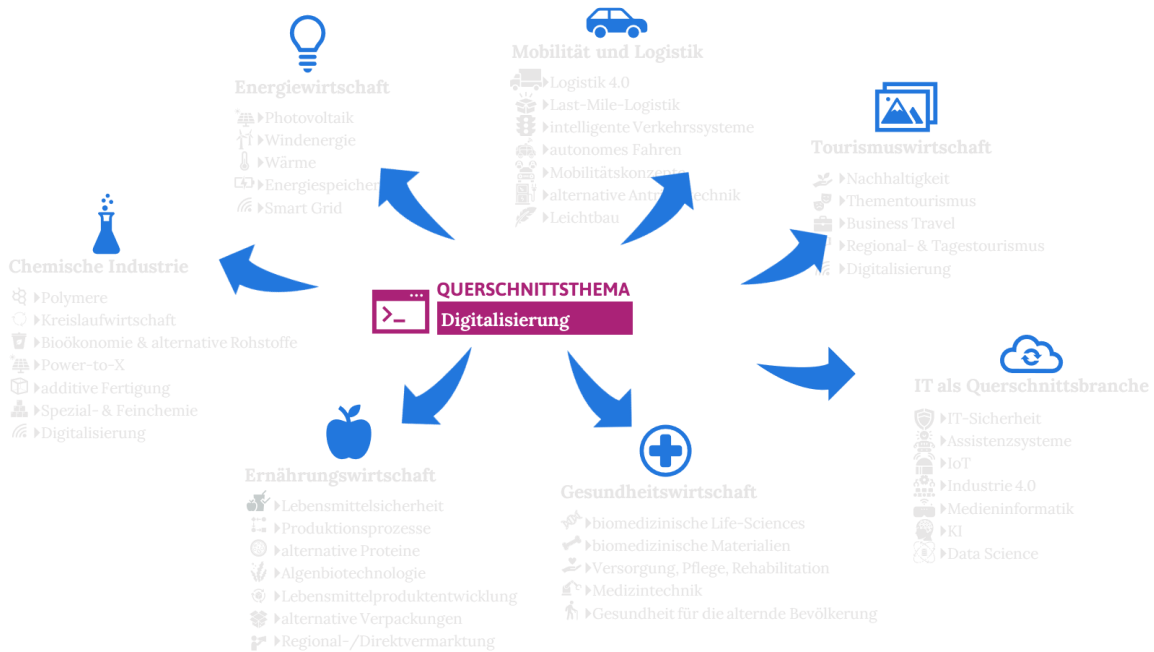 Mobilität und Logistik
Logistik 4.0
Last-Mile-Logistik
intelligente Verkehrssysteme
autonomes Fahren
Mobilitätskonzepte
alternative Antriebstechnik
Leichtbau
Energiewirtschaft
Photovoltaik
Windenergie
Wärme
Energiespeicher
Smart Grid
Tourismuswirtschaft
Nachhaltigkeit
Thementourismus
Business Travel
Regional- & Tagestourismus
Digitalisierung
Chemische Industrie
Polymere
Kreislaufwirtschaft
Bioökonomie & alternative Rohstoffe
Power-to-X
additive Fertigung
Spezial- & Feinchemie
Digitalisierung
QUERSCHNITTSTHEMA
Digitalisierung
IT als Querschnittsbranche
IT-Sicherheit
Assistenzsysteme
IoT
Industrie 4.0
Medieninformatik
KI
Data Science
Ernährungswirtschaft
Lebensmittelsicherheit
Produktionsprozesse
alternative Proteine
Algenbiotechnologie
Lebensmittelproduktentwicklung
alternative Verpackungen
Regional-/Direktvermarktung
Gesundheitswirtschaft
biomedizinische Life-Sciences
biomedizinische Materialien
Versorgung, Pflege, Rehabilitation
Medizintechnik
Gesundheit für die alternde Bevölkerung